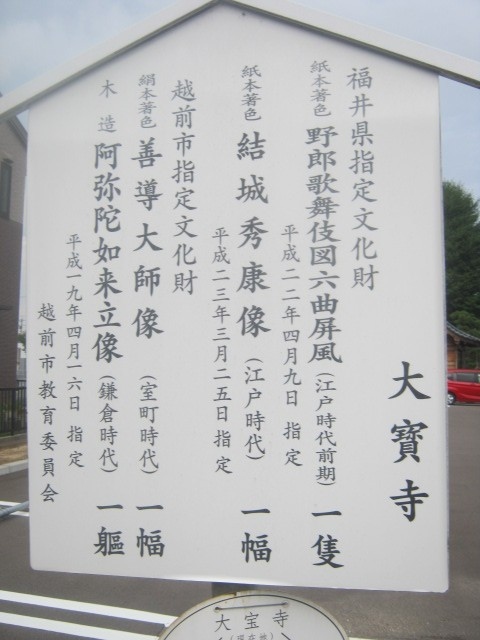 大寳寺
福井県指定文化財
紙本著色 野郎歌舞伎図六曲屏風(江戸時代前期)一隻
平成二二年四月九日 指定
紙本著色 結城秀康像(江戸時代)一幅
平成二三年三月二五日 指定
越前市指定文化財
絹本著色 善導大師像(室町時代)一幅
木造 阿弥陀如来立像(鎌倉時代)一軀
平成一九年四月一六日 指定
越前市教育委員会
大宝寺
(現在地)